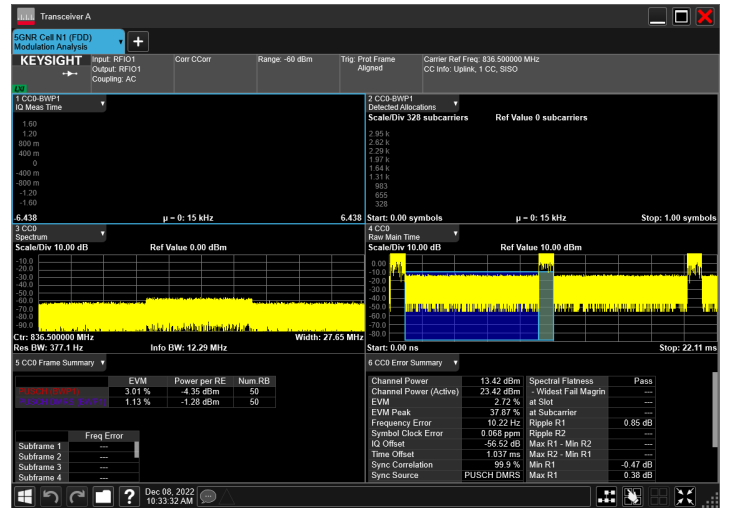 Transceiver A
5GNR Cell N1 (FDD)
Modulation Analysis
KEYSIGHT
LXI
Input: RFIO1
Output: RFIO1
Coupling: AC
Corr CCorr
Range: -60 dBm
Trig: Prot Frame
Aligned
Carrier Ref Freq: 836.500000 MHz
CC Info: Uplink, 1 CC, SISO
1 CC0-BWP1
IQ Meas Time
1.60
1.20
800 m
400 m
0
-400 m
-800 m
-1.20
-1.60
-6.438
µ = 0: 15 kHz
6.438
2 CC0-BWP1
Detected Allocations
Scale/Div 328 subcarriers
Ref Value 0 subcarriers
2.95 k
2.62 k
2.29 k
1.97 k
1.64 k
1.31 k
983
655
328
Start: 0.00 symbols
µ = 0: 15 kHz
Stop: 1.00 symbols
3 CC0
Spectrum
Scale/Div 10.00 dB
Ref Value 0.00 dBm
-10.0
-20.0
-30.0
-40.0
-50.0
-60.0
-70.0
-80.0
-90.0
Ctr: 836.500000 MHz
Width: 27.65 MHz
Res BW: 377.1 Hz
Info BW: 12.29 MHz
4 CC0
Raw Main Time
Scale/Div 10.00 dB
Ref Value 10.00 dBm
0.00
-10.0
-20.0
-30.0
-40.0
-50.0
-60.0
-70.0
-80.0
Start: 0.00 ns
Stop: 22.11 ms
5 CC0 Frame Summary
EVM Power per RE Num.RB
3.01 % -4.35 dBm 50
1.13 % -1.28 dBm 50
Freq Error
Subframe 1 ---
Subframe 2 ---
Subframe 3 ---
Subframe 4 ---
6 CC0 Error Summary
Channel Power 13.42 dBm Spectral Flatness Pass
Channel Power (Active) 23.42 dBm - Widest Fail Magrin ---
EVM 2.72 % at Slot ---
EVM Peak 37.87 % at Subcarrier ---
Frequency Error 10.22 Hz Ripple R1 0.85 dB
Symbol Clock Error 0.068 ppm Ripple R2 ---
IQ Offset -56.52 dB Max R1 - Min R2 ---
Time Offset 1.037 ms Max R2 - Min R1 ---
Sync Correlation 99.9 % Min R1 -0.47 dB
Sync Source PUSCH DMRS Max R1 0.38 dB
Dec 08, 2022
10:33:32 AM